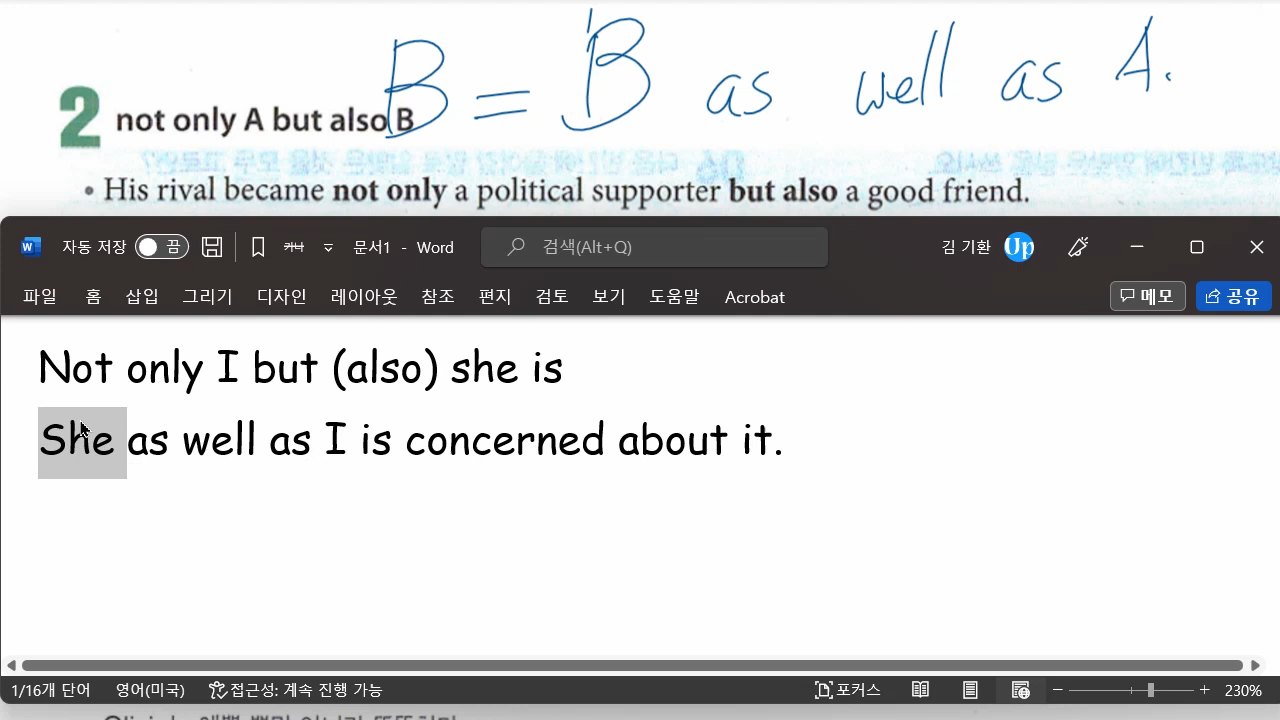 B = B as well as A.
2 not only A but also B
• His rival became not only a political supporter but also a good friend.
자동 저장 끔 문서1 - Word 검색(Alt+Q) 김 기환 Up
파일 홈 삽입 그리기 디자인 레이아웃 참조 편지 검토 보기 도움말 Acrobat 메모 공유
Not only I but (also) she is
She as well as I is concerned about it.
1/16개 단어 영어(미국) 접근성: 계속 진행 가능 포커스 230%